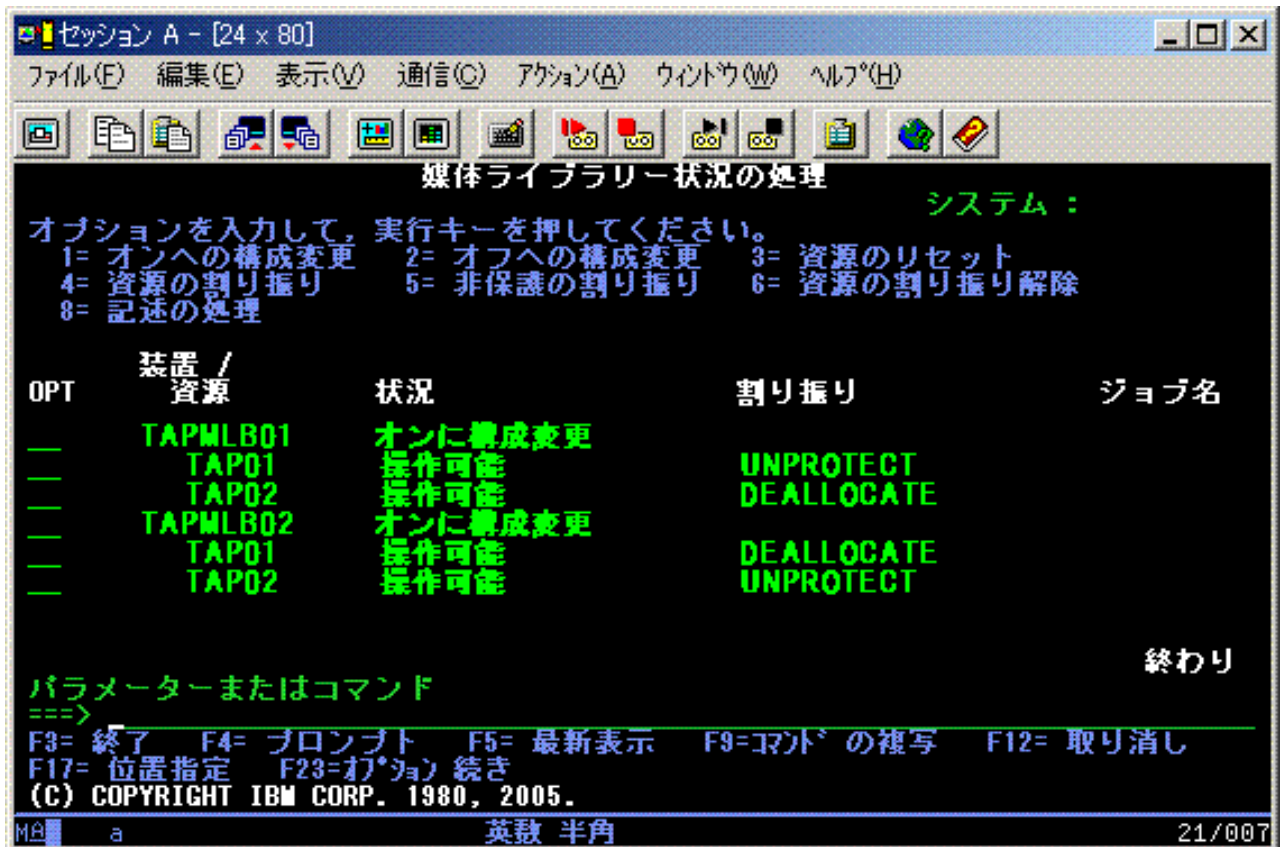 セッション A - [24 x 80]
ファイル(F) 編集(E) 表示(V) 通信(C) アクション(A) ウィンドウ(W) ヘルプ(H)
媒体ライブラリー状況の処理
システム :
オプションを入力して, 実行キーを押してください。
1= オンへの構成変更 2= オフへの構成変更 3= 資源のリセット
4= 資源の割り振り 5= 非保護の割り振り 6= 資源の割り振り解除
8= 記述の処理
装置 /
OPT 資源 状況 割り振り ジョブ名
__ TAPMLB01 オンに構成変更
__ TAP01 操作可能 UNPROTECT
__ TAP02 操作可能 DEALLOCATE
__ TAPMLB02 オンに構成変更
__ TAP01 操作可能 DEALLOCATE
__ TAP02 操作可能 UNPROTECT
終わり
パラメーターまたはコマンド
===>
F3= 終了 F4= プロンプト F5= 最新表示 F9=コマンド の複写 F12= 取り消し
F17= 位置指定 F23=オプション 続き
(C) COPYRIGHT IBM CORP. 1980, 2005.
MA a 英数 半角 21/007